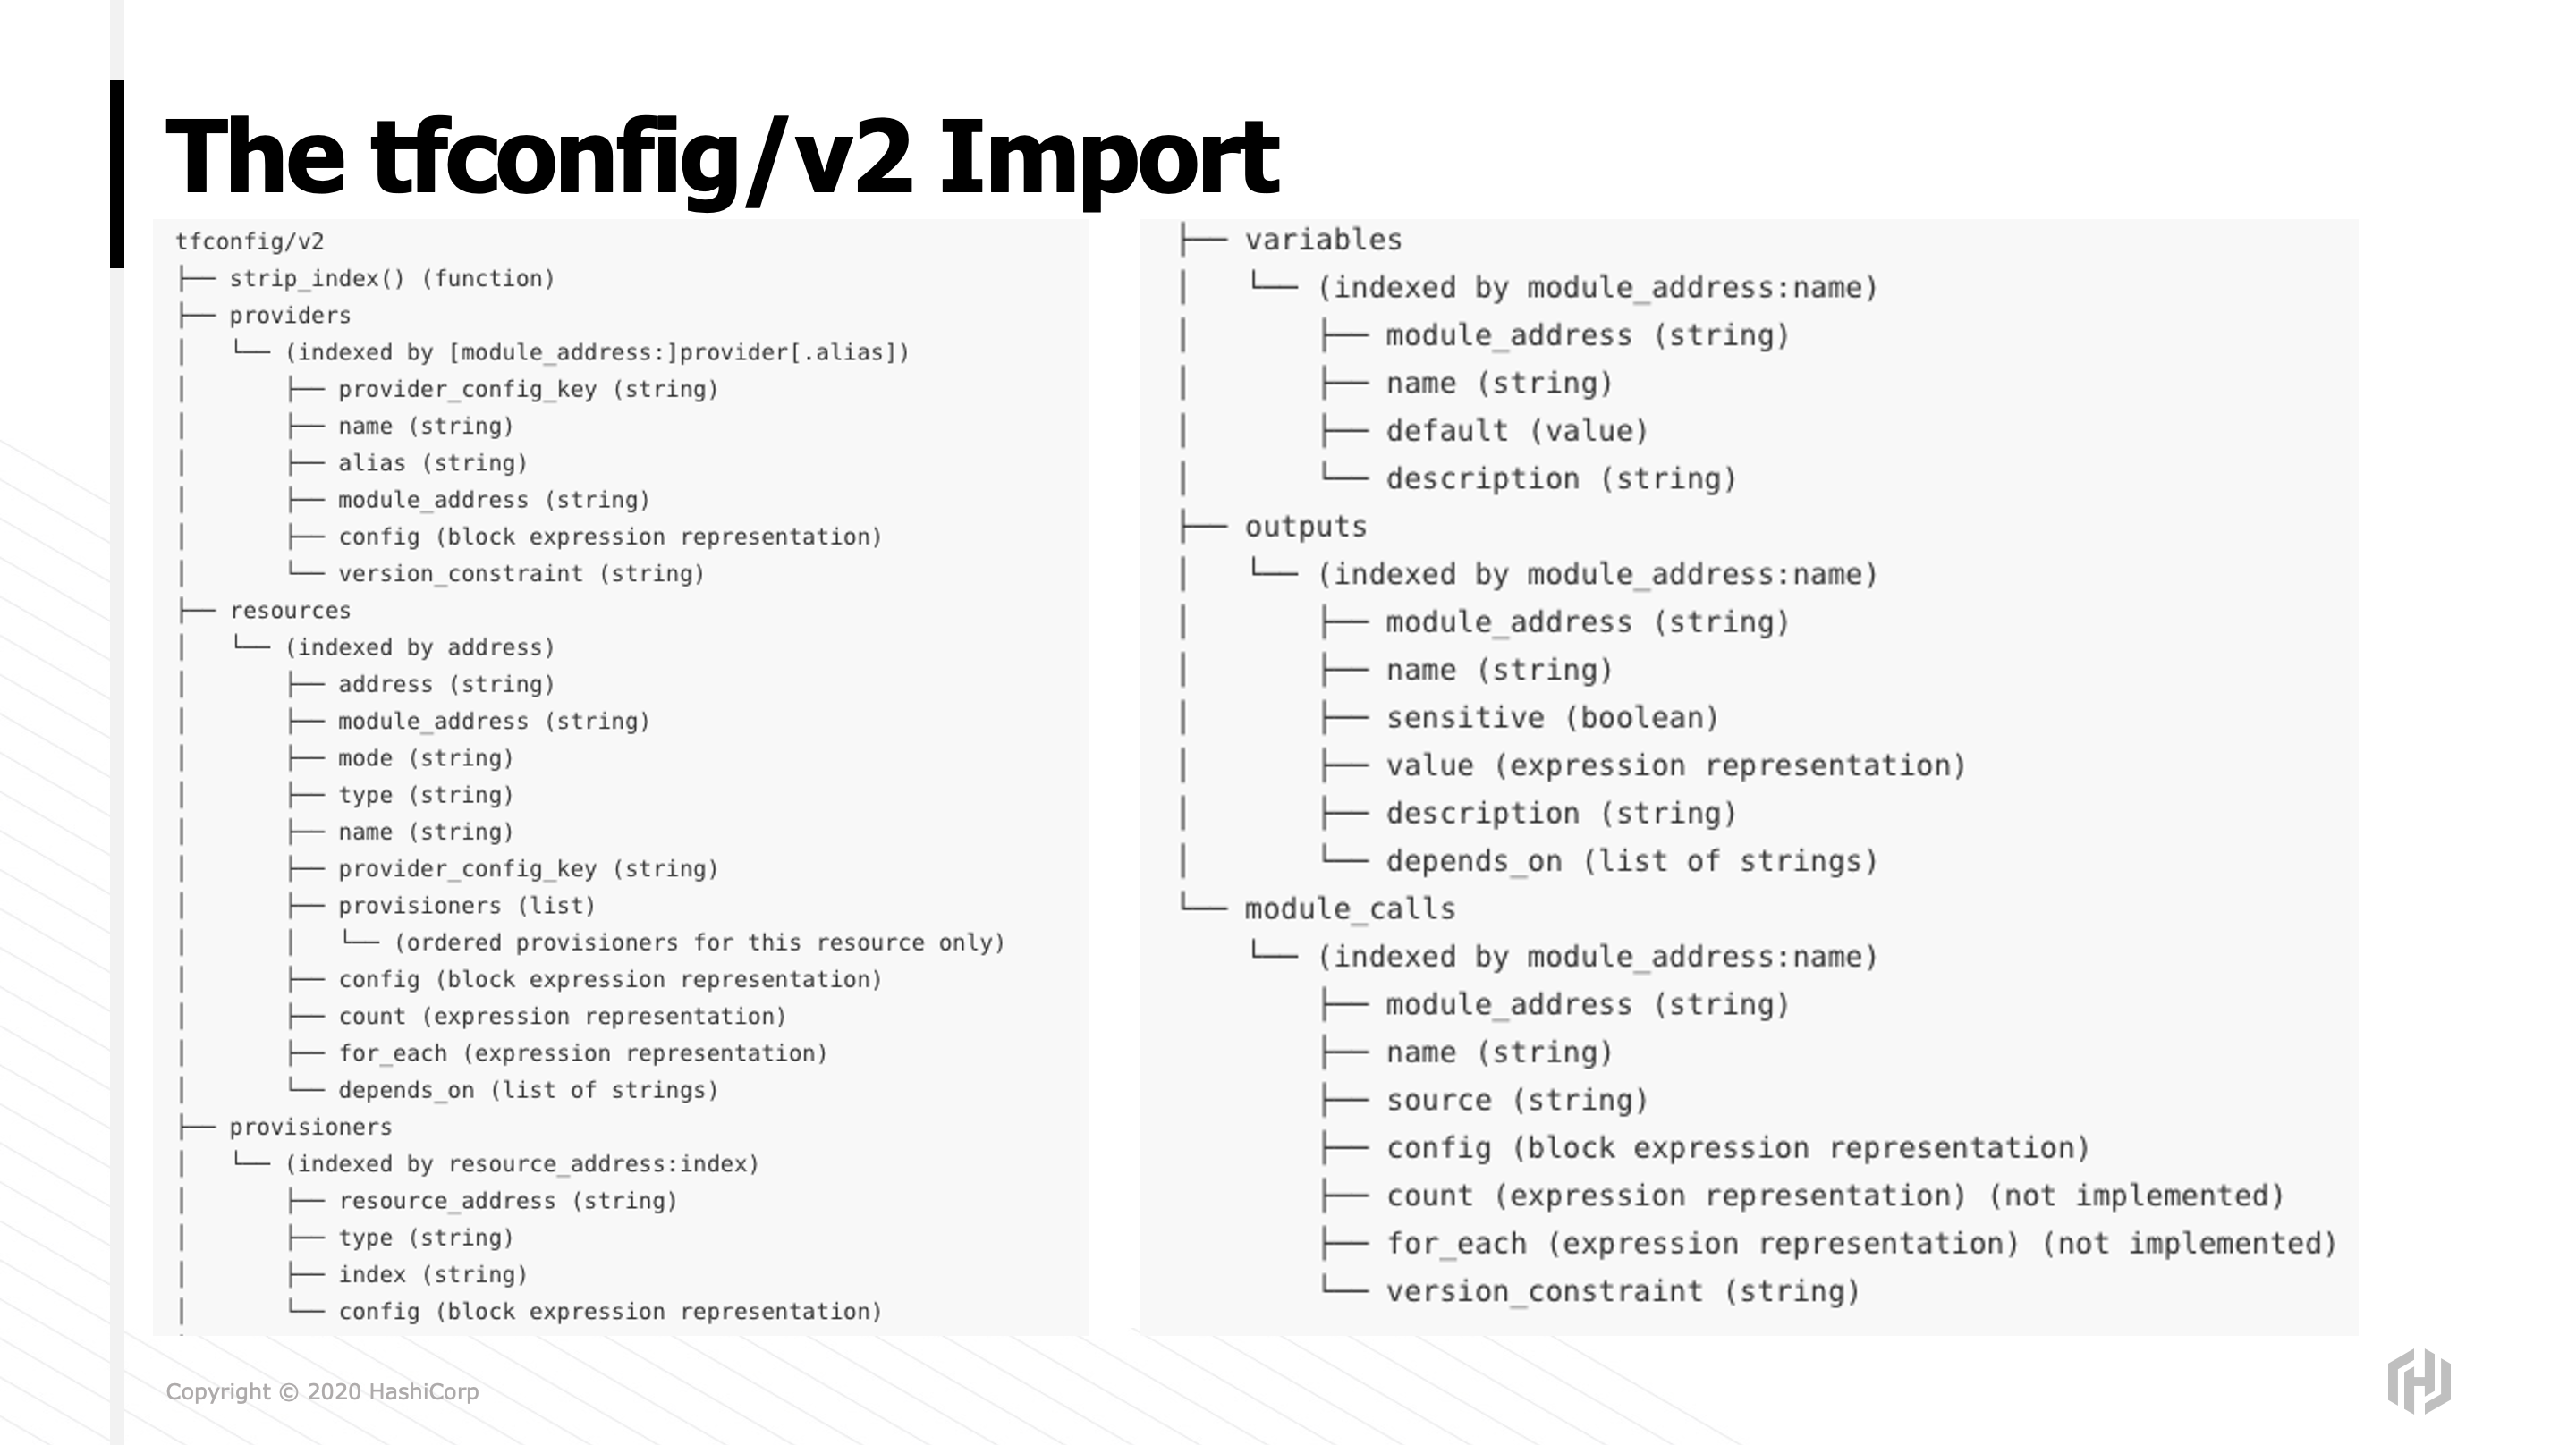 The tfconfig/v2 Import
tfconfig/v2
├── strip_index() (function)
├── providers
│   └── (indexed by [module_address:]provider[.alias])
│       ├── provider_config_key (string)
│       ├── name (string)
│       ├── alias (string)
│       ├── module_address (string)
│       ├── config (block expression representation)
│       └── version_constraint (string)
├── resources
│   └── (indexed by address)
│       ├── address (string)
│       ├── module_address (string)
│       ├── mode (string)
│       ├── type (string)
│       ├── name (string)
│       ├── provider_config_key (string)
│       ├── provisioners (list)
│       │   └── (ordered provisioners for this resource only)
│       ├── config (block expression representation)
│       ├── count (expression representation)
│       ├── for_each (expression representation)
│       └── depends_on (list of strings)
├── provisioners
│   └── (indexed by resource_address:index)
│       ├── resource_address (string)
│       ├── type (string)
│       ├── index (string)
│       └── config (block expression representation)
├── variables
│   └── (indexed by module_address:name)
│       ├── module_address (string)
│       ├── name (string)
│       ├── default (value)
│       └── description (string)
├── outputs
│   └── (indexed by module_address:name)
│       ├── module_address (string)
│       ├── name (string)
│       ├── sensitive (boolean)
│       ├── value (expression representation)
│       ├── description (string)
│       └── depends_on (list of strings)
└── module_calls
    └── (indexed by module_address:name)
        ├── module_address (string)
        ├── name (string)
        ├── source (string)
        ├── config (block expression representation)
        ├── count (expression representation) (not implemented)
        ├── for_each (expression representation) (not implemented)
        └── version_constraint (string)
Copyright © 2020 HashiCorp